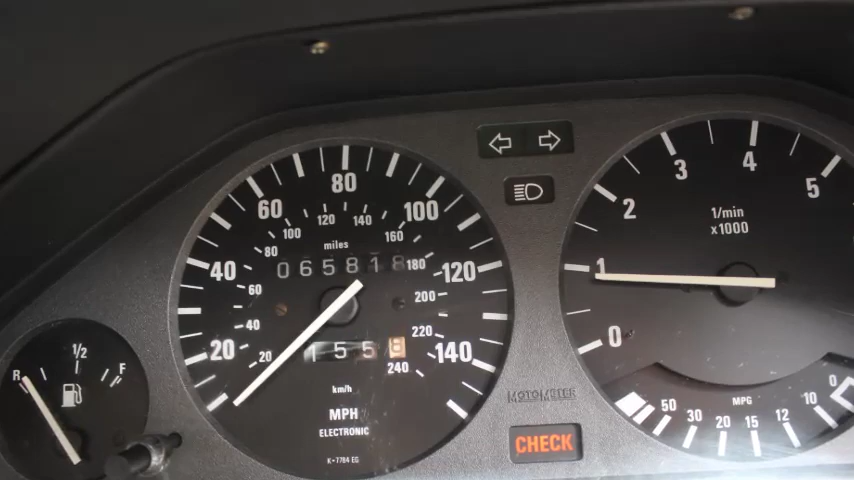 R 1/2 F
20 40 60 80 100 120 140
20 40 60 80 100 120 140 160 180 200 220 240
miles
065818
1558
km/h
MPH
ELECTRONIC
K-7784 EG
MOTOMETER
CHECK
0 1 2 3 4 5
1/min
x1000
MPG
50 30 20 15 12 10 0